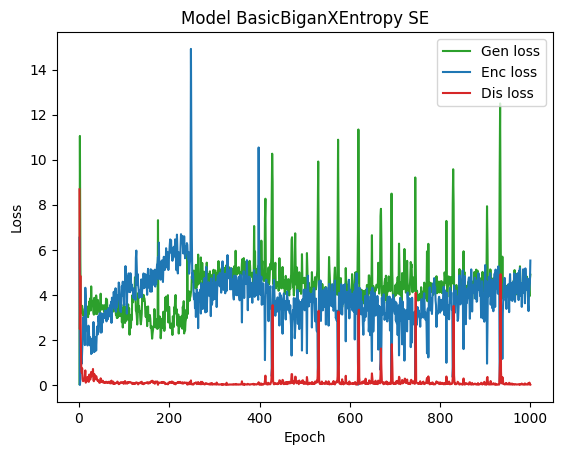 Model BasicBiganXEntropy SE
Gen loss
Enc loss
Dis loss
14
12
10
8
6
4
2
0
Loss
0 200 400 600 800 1000
Epoch